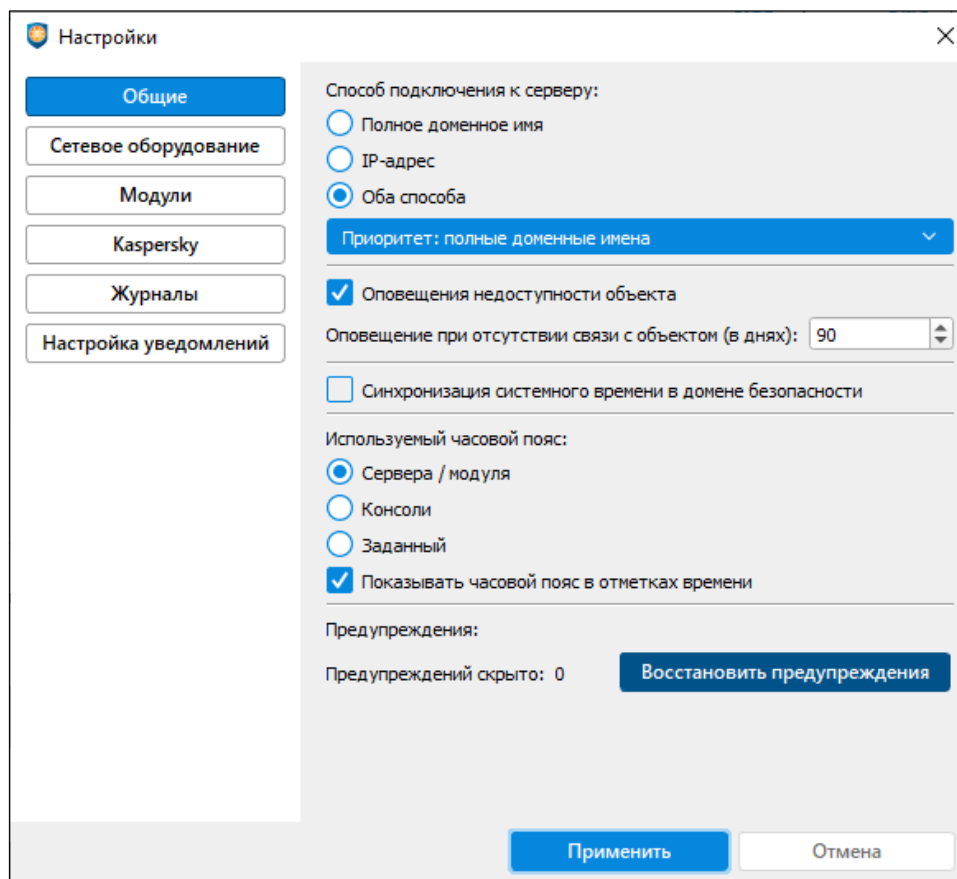 Настройки
Общие
Сетевое оборудование
Модули
Kaspersky
Журналы
Настройка уведомлений
Способ подключения к серверу:
Полное доменное имя
IP-адрес
Оба способа
Приоритет: полные доменные имена
Оповещения недоступности объекта
Оповещение при отсутствии связи с объектом (в днях): 90
Синхронизация системного времени в домене безопасности
Используемый часовой пояс:
Сервера / модуля
Консоли
Заданный
Показывать часовой пояс в отметках времени
Предупреждения:
Предупреждений скрыто: 0 Восстановить предупреждения
Применить Отмена